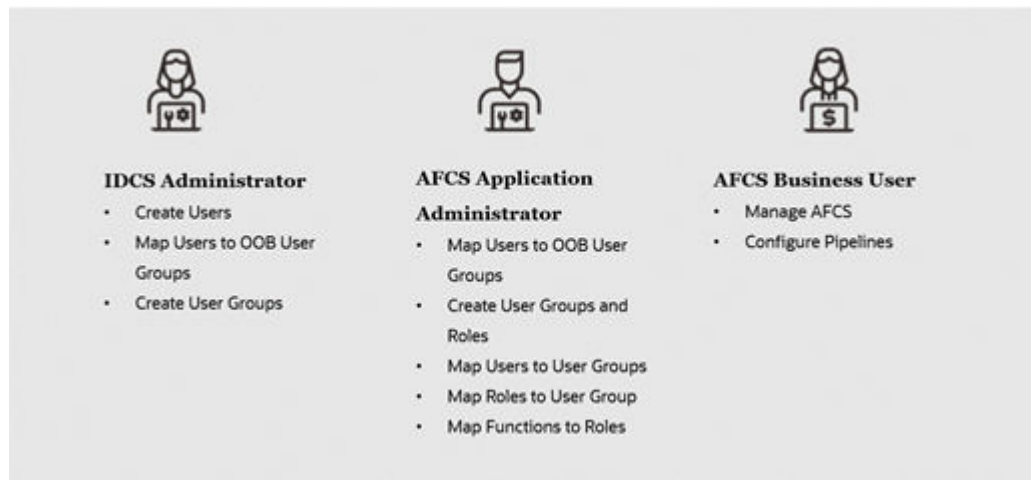 IDCS Administrator
• Create Users
• Map Users to OOB User
Groups
• Create User Groups
AFCS Application
Administrator
• Map Users to OOB User
Groups
• Create User Groups and
Roles
• Map Users to User Groups
• Map Roles to User Group
• Map Functions to Roles
$
AFCS Business User
• Manage AFCS
• Configure Pipelines